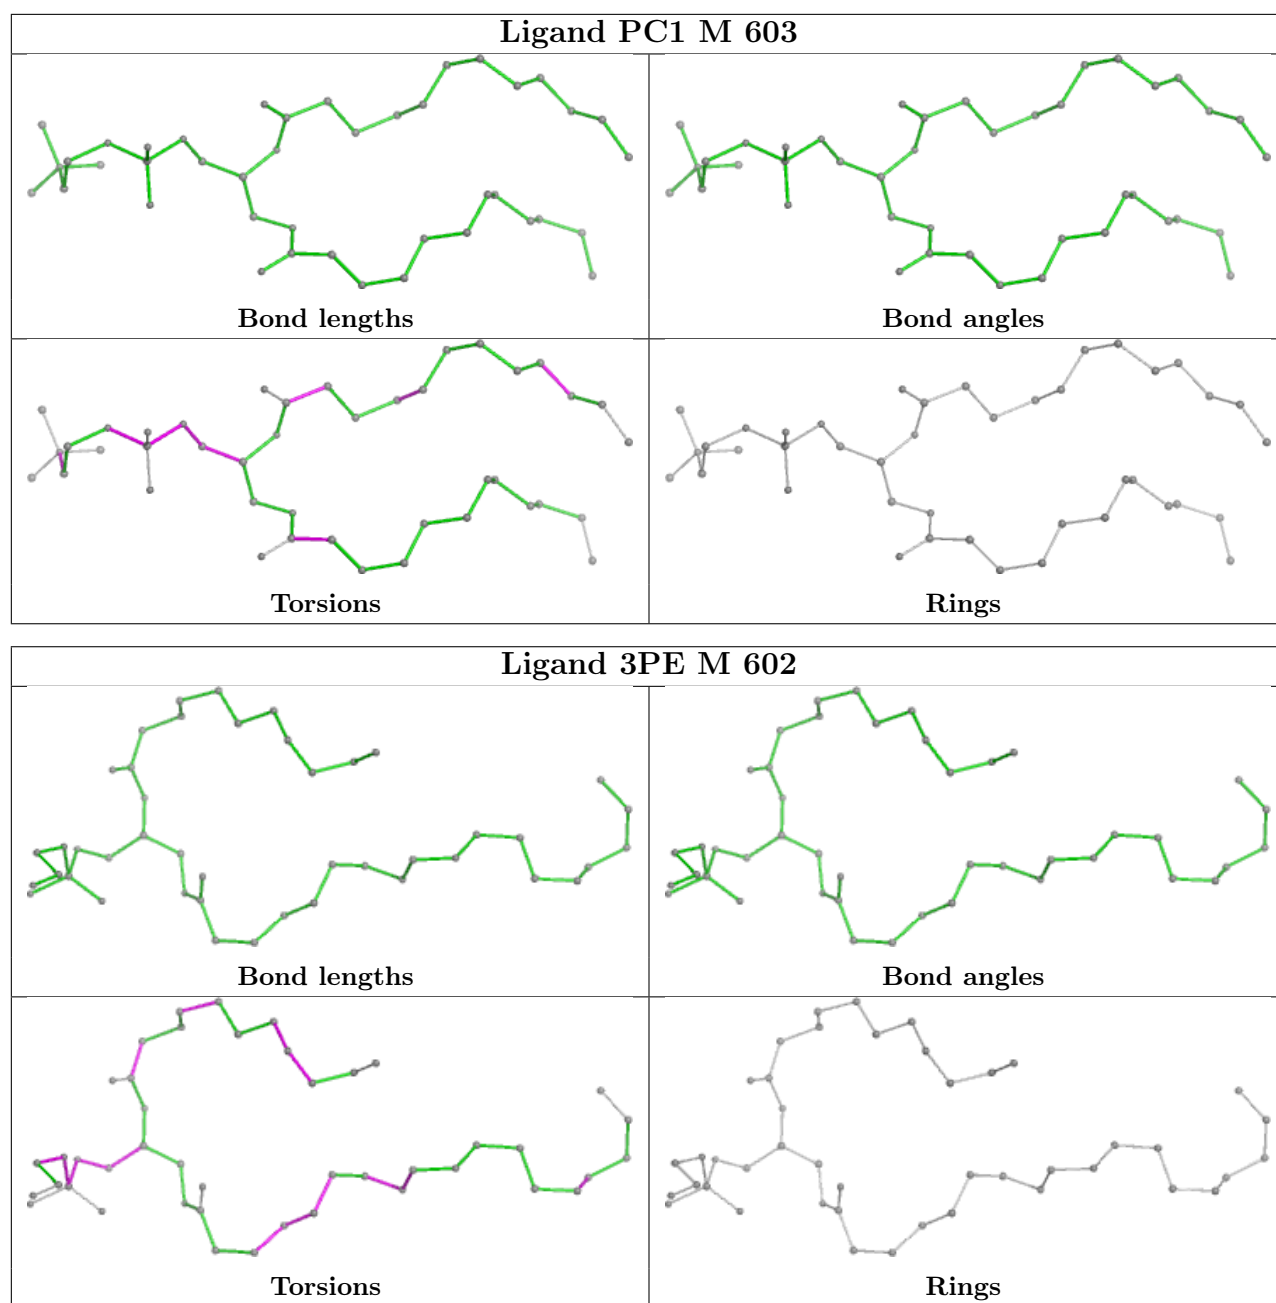 Ligand PC1 M 603
Bond lengths
Bond angles
Torsions
Rings
Ligand 3PE M 602
Bond lengths
Bond angles
Torsions
Rings